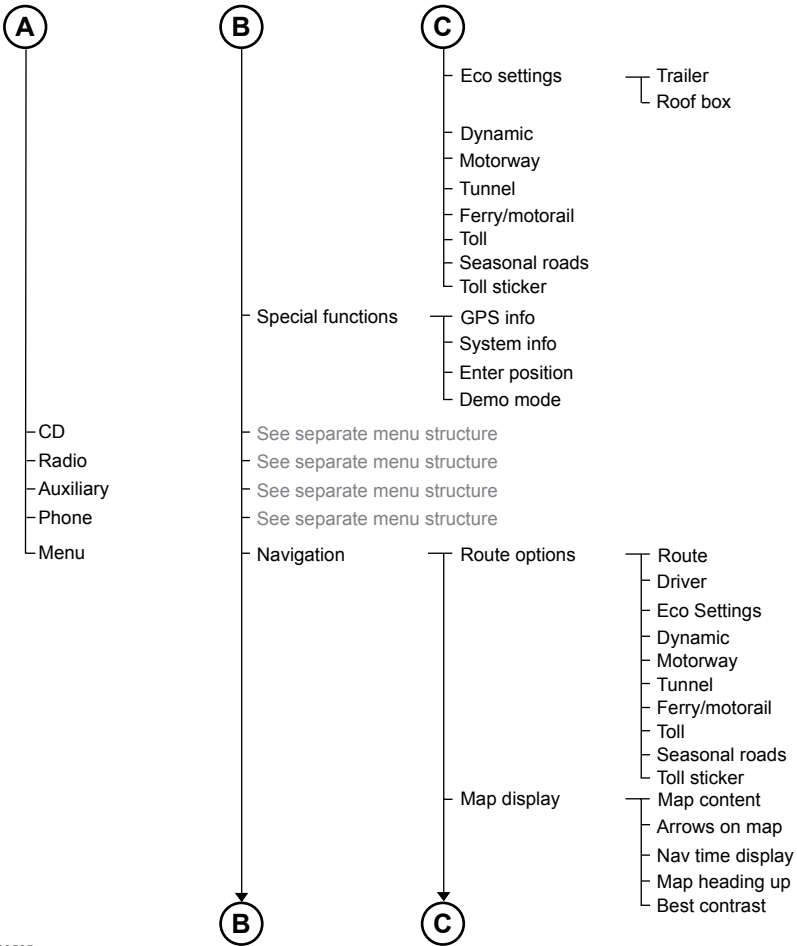 A B C
Eco settings Trailer
Roof box
Dynamic
Motorway
Tunnel
Ferry/motorail
Toll
Seasonal roads
Toll sticker
Special functions GPS info
System info
Enter position
Demo mode
CD See separate menu structure
Radio See separate menu structure
Auxiliary See separate menu structure
Phone See separate menu structure
Menu Navigation Route options Route
Driver
Eco Settings
Dynamic
Motorway
Tunnel
Ferry/motorail
Toll
Seasonal roads
Toll sticker
Map display Map content
Arrows on map
Nav time display
Map heading up
Best contrast
B C